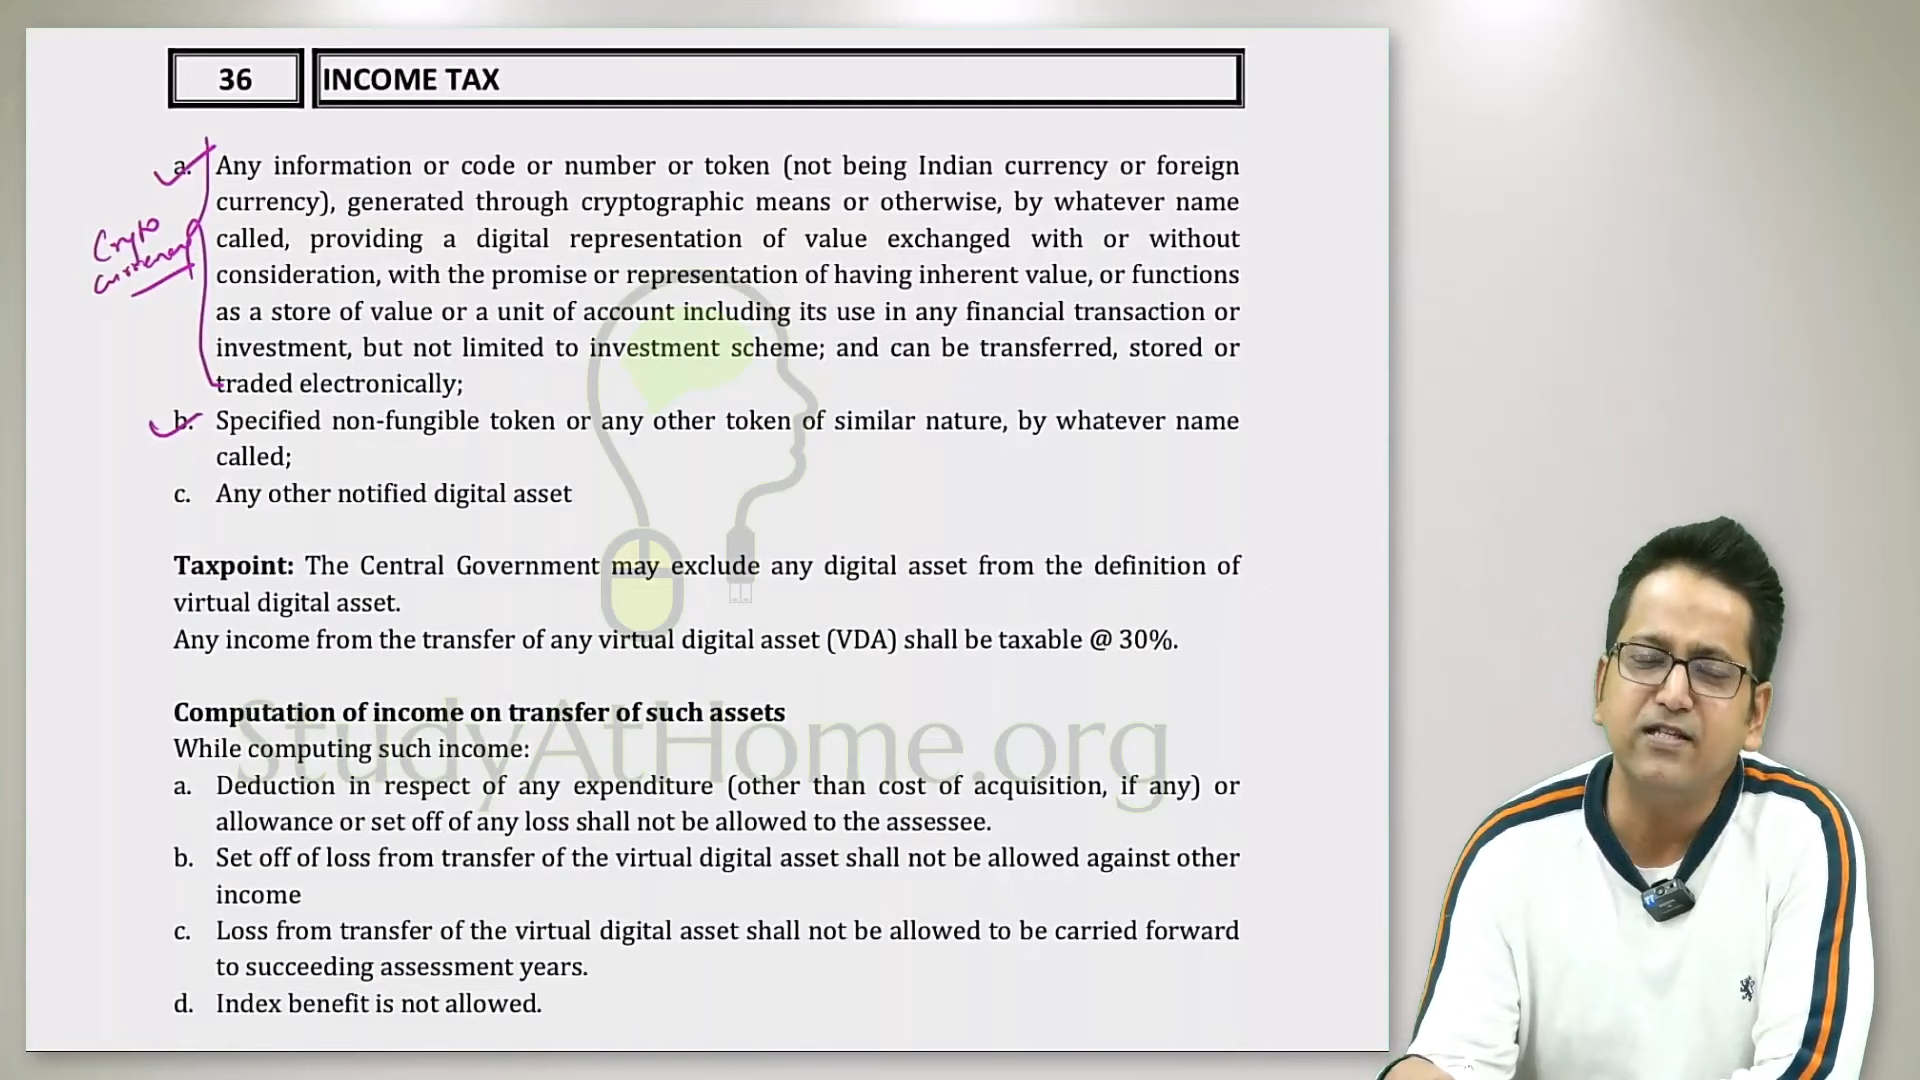 36
INCOME TAX
a. Any information or code or number or token (not being Indian currency or foreign
currency), generated through cryptographic means or otherwise, by whatever name
called, providing a digital representation of value exchanged with or without
consideration, with the promise or representation of having inherent value, or functions
as a store of value or a unit of account including its use in any financial transaction or
investment, but not limited to investment scheme; and can be transferred, stored or
traded electronically;
Cryto
currency
b. Specified non-fungible token or any other token of similar nature, by whatever name
called;
c. Any other notified digital asset
Taxpoint: The Central Government may exclude any digital asset from the definition of
virtual digital asset.
Any income from the transfer of any virtual digital asset (VDA) shall be taxable @ 30%.
StudyAtHome.org
Computation of income on transfer of such assets
While computing such income:
a. Deduction in respect of any expenditure (other than cost of acquisition, if any) or
allowance or set off of any loss shall not be allowed to the assessee.
b. Set off of loss from transfer of the virtual digital asset shall not be allowed against other
income
c. Loss from transfer of the virtual digital asset shall not be allowed to be carried forward
to succeeding assessment years.
d. Index benefit is not allowed.